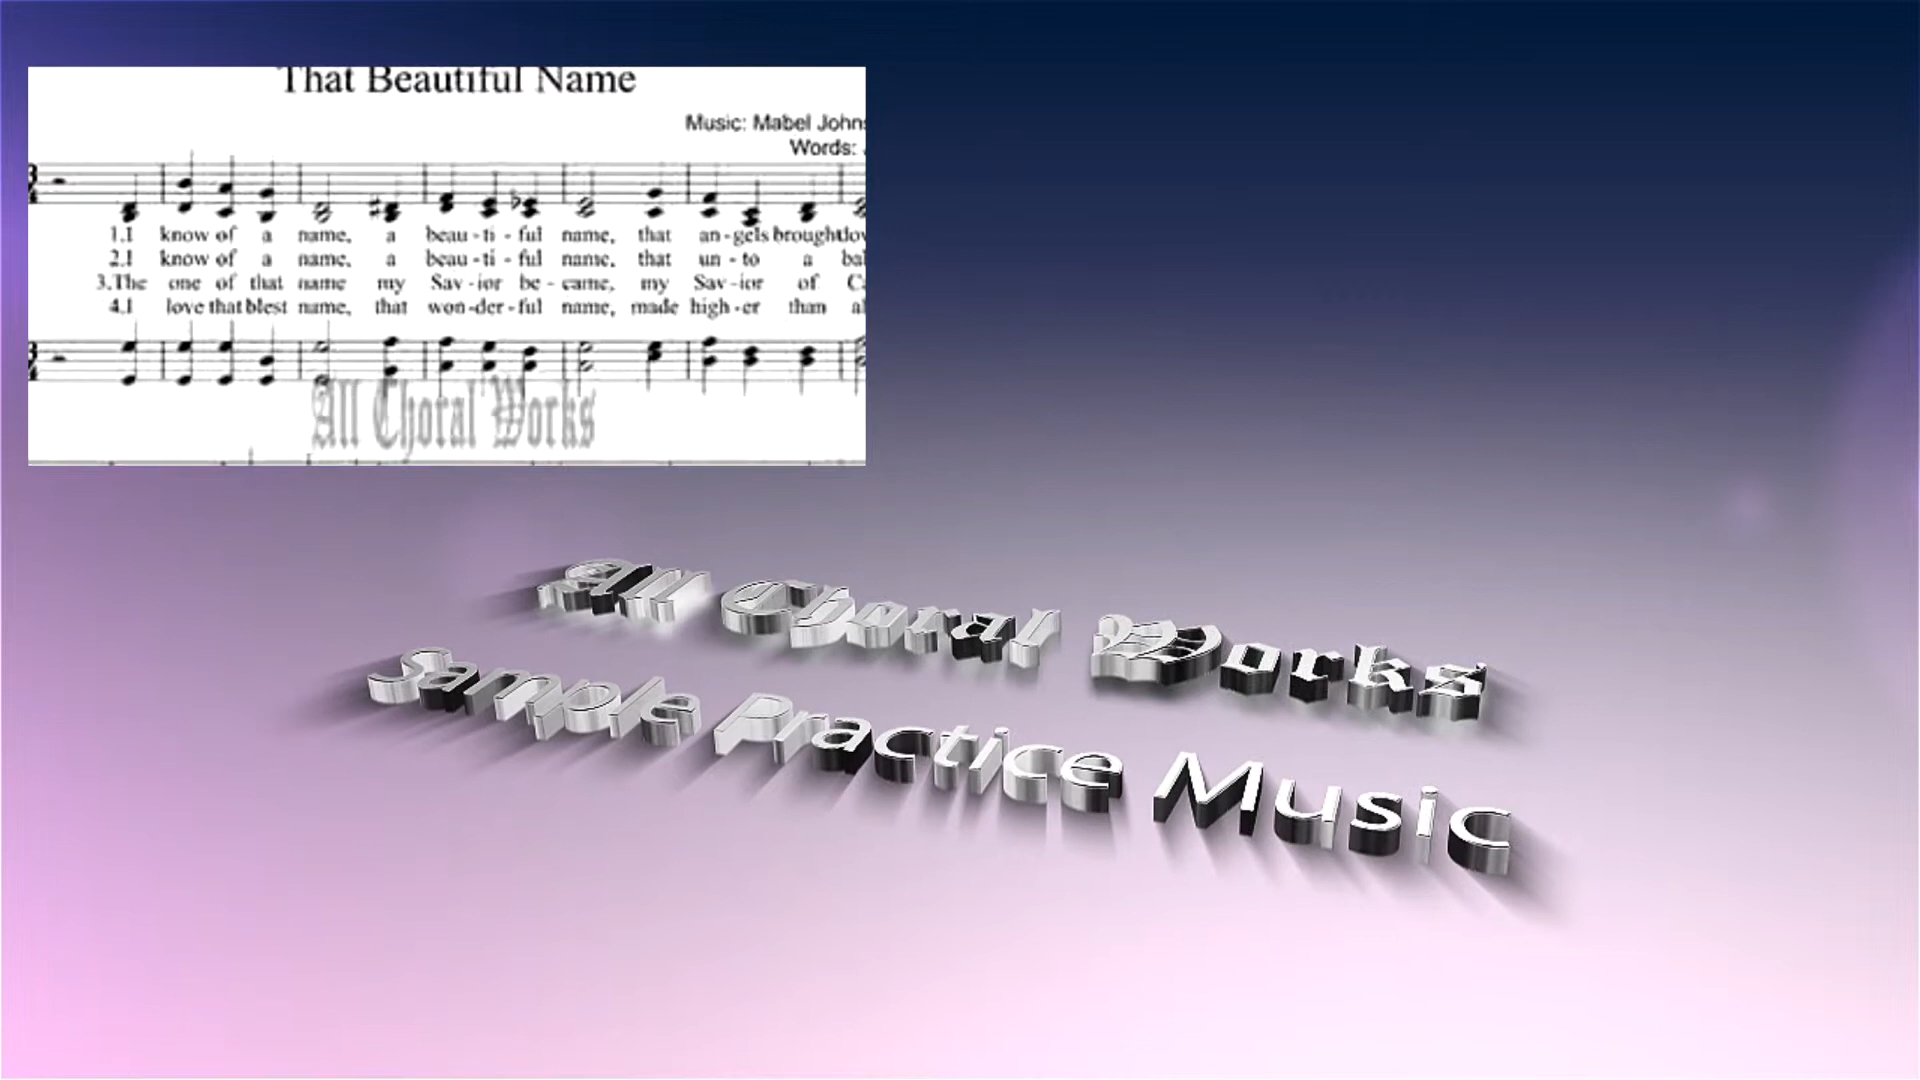 That Beautiful Name
Music: Mabel Johns
Words:
1.I know of a name, a beau - ti - ful name, that an - gels brought dow
2.I know of a name, a beau - ti - ful name, that un - to a bal
3.The one of that name my Sav - ior be - came, my Sav - ior of C
4.I love that blest name, that won - der - ful name, made high - er than al
All Choral Works
All Choral Works
Sample Practice Music